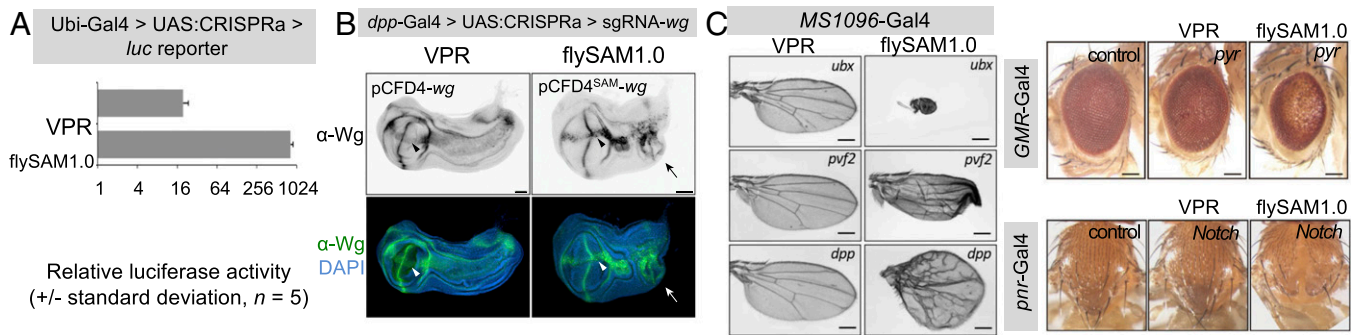 A
Ubi-Gal4 > UAS:CRISPRa >
luc reporter
VPR
flySAM1.0
1 4 16 64 256 1024
Relative luciferase activity
(+/- standard deviation, n = 5)
B
dpp-Gal4 > UAS:CRISPRa > sgRNA-wg
VPR flySAM1.0
pCFD4-wg pCFD4SAM-wg
α-Wg
α-Wg
DAPI
C
MS1096-Gal4
VPR flySAM1.0
ubx ubx
pvf2 pvf2
dpp dpp
VPR flySAM1.0
control pyr pyr
GMR-Gal4
VPR flySAM1.0
control Notch Notch
pnr-Gal4